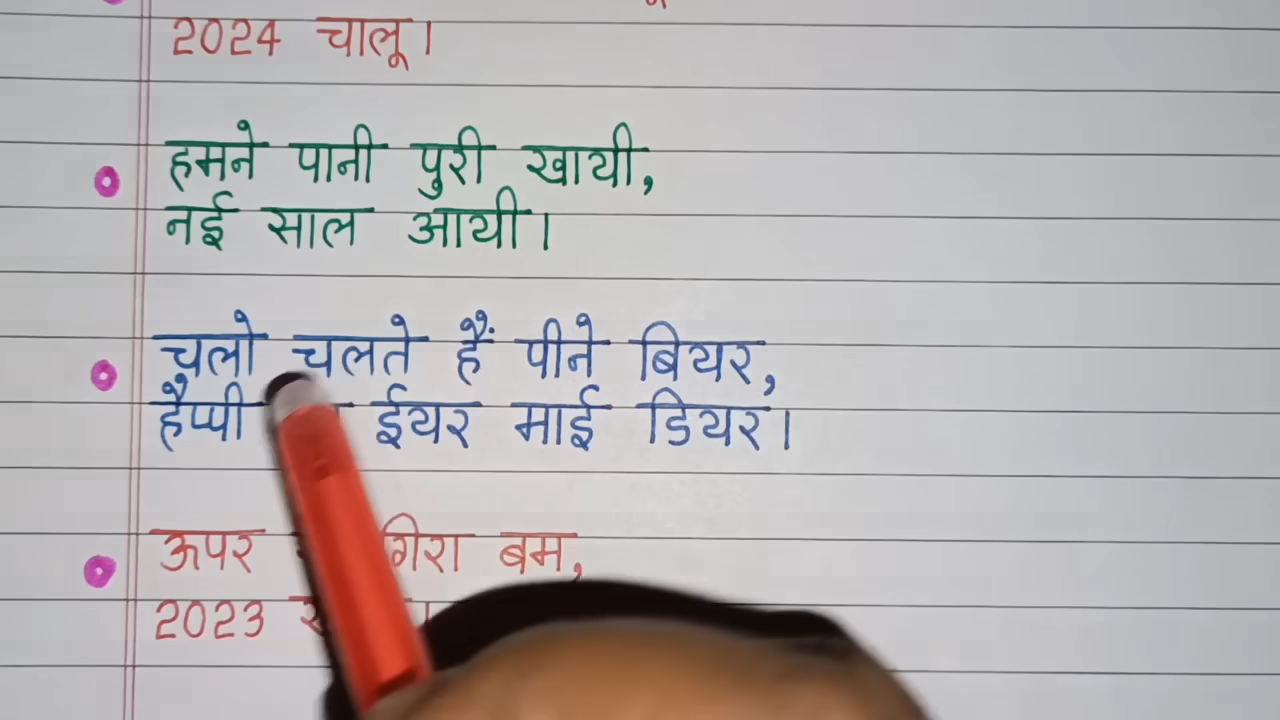 2024 चालू।
हमने पानी पुरी खायी,
नई साल आयी।
चलो चलते हैं पीने बियर,
हैप्पी ईयर माई डियर।
ऊपर गिरा बम,
2023